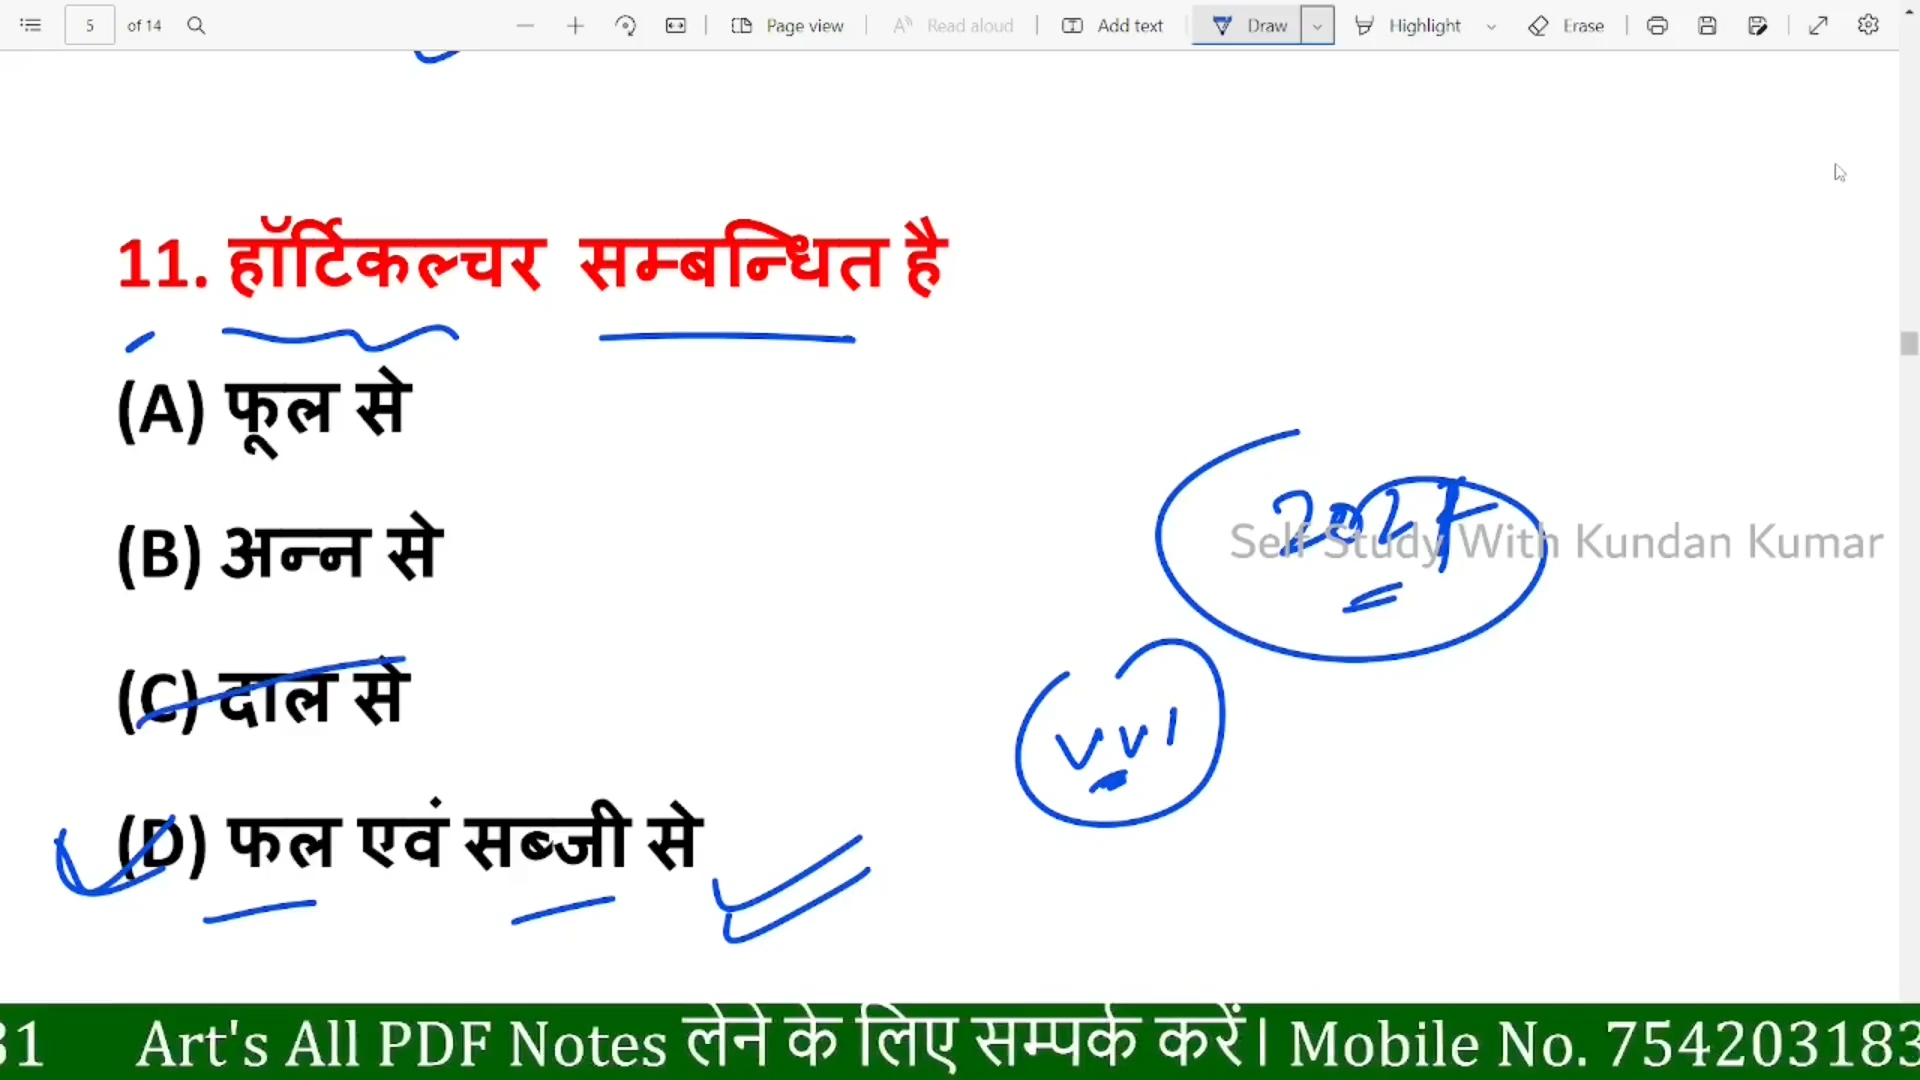 5 of 14 Page view Read aloud Add text Draw Highlight Erase
11. हॉर्टिकल्चर सम्बन्धित है
(A) फूल से
(B) अन्न से
Self Study With Kundan Kumar
(C) दाल से
VVI
(D) फल एवं सब्जी से
31 Art's All PDF Notes लेने के लिए सम्पर्क करें। Mobile No. 754203183